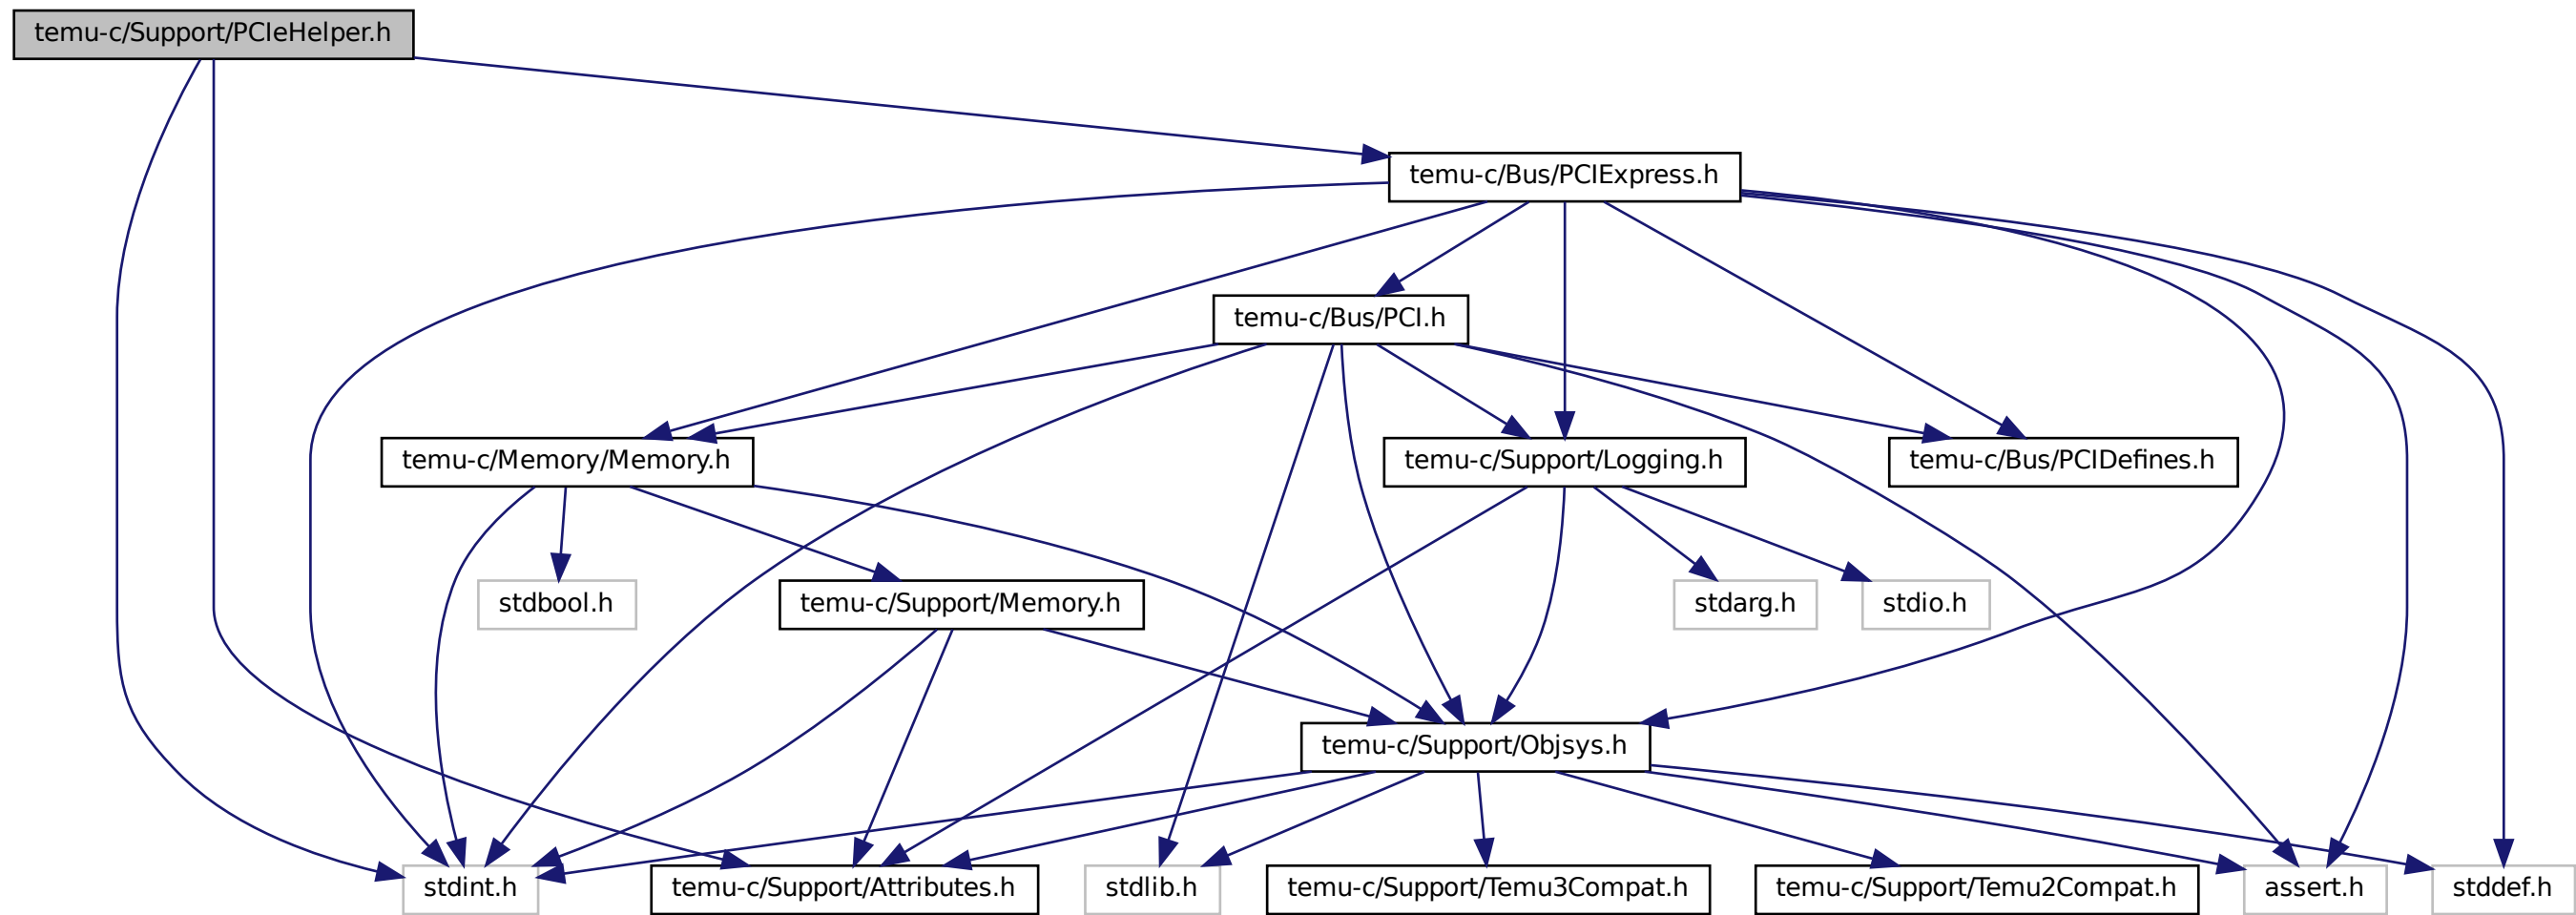 temu-c/Support/PCIeHelper.h
temu-c/Bus/PCIExpress.h
temu-c/Bus/PCI.h
temu-c/Memory/Memory.h
temu-c/Support/Logging.h
temu-c/Bus/PCIDefines.h
stdbool.h
temu-c/Support/Memory.h
stdarg.h
stdio.h
temu-c/Support/Objsys.h
stdint.h
temu-c/Support/Attributes.h
stdlib.h
temu-c/Support/Temu3Compat.h
temu-c/Support/Temu2Compat.h
assert.h
stddef.h